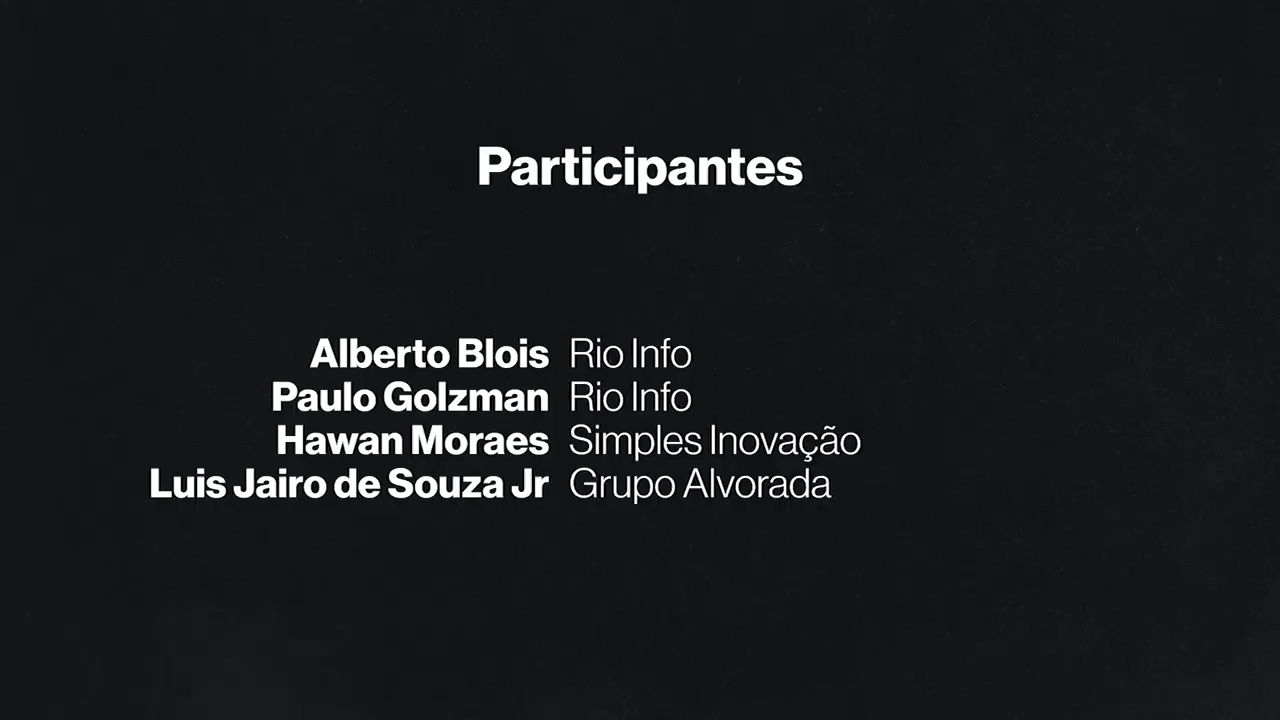 Participantes
Alberto Blois Rio Info
Paulo Golzman Rio Info
Hawan Moraes Simples Inovação
Luis Jairo de Souza Jr Grupo Alvorada